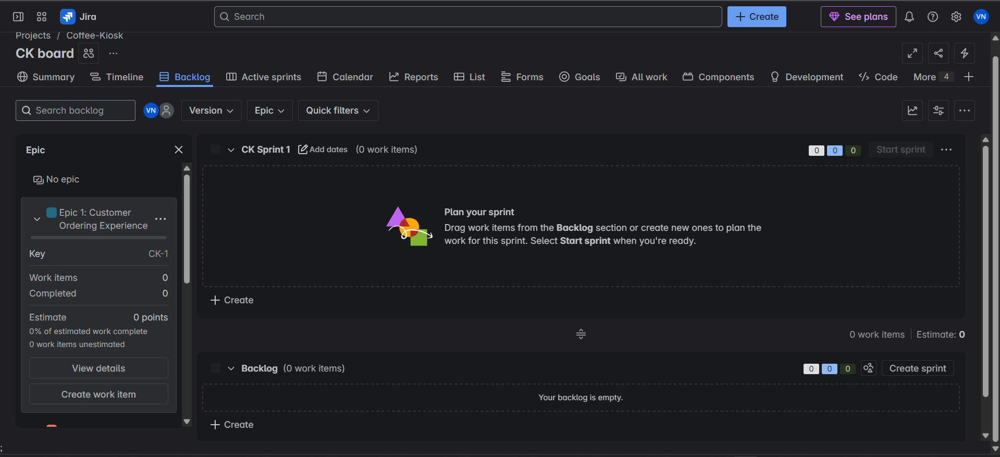 Jira
Search
Create
See plans
VN
Projects / Coffee-Kiosk
CK board
Summary
Timeline
Backlog
Active sprints
Calendar
Reports
List
Forms
Goals
All work
Components
Development
Code
More 4
Search backlog
VN
Version
Epic
Quick filters
Epic
No epic
Epic 1: Customer
Ordering Experience
Key CK-1
Work items 0
Completed 0
Estimate 0 points
0% of estimated work complete
0 work items unestimated
View details
Create work item
CK Sprint 1 Add dates (0 work items)
0 0 0 Start sprint
Plan your sprint
Drag work items from the Backlog section or create new ones to plan the
work for this sprint. Select Start sprint when you're ready.
Create
0 work items Estimate: 0
Backlog (0 work items)
0 0 0 Create sprint
Your backlog is empty.
Create
;